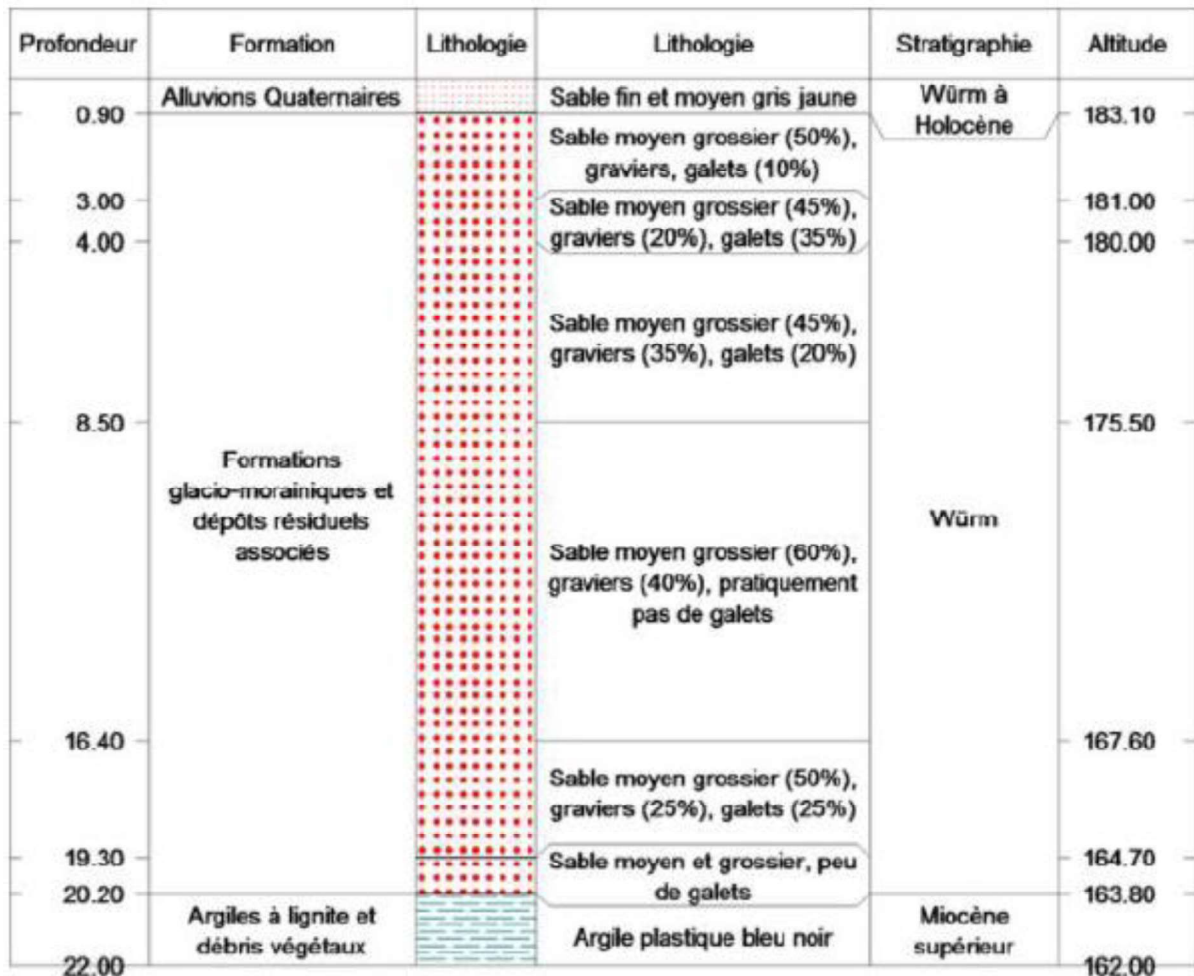 Profondeur Formation Lithologie Lithologie Stratigraphie Altitude
Alluvions Quaternaires Sable fin et moyen gris jaune Würm à
Holocène
0.90 183.10
Sable moyen grossier (50%),
graviers, galets (10%)
3.00 181.00
Sable moyen grossier (45%),
graviers (20%), galets (35%)
4.00 180.00
Sable moyen grossier (45%),
graviers (35%), galets (20%)
8.50 175.50
Formations
glacio-morainiques et
dépôts résiduels
associés
Sable moyen grossier (60%),
graviers (40%), pratiquement
pas de galets
Würm
16.40 167.60
Sable moyen grossier (50%),
graviers (25%), galets (25%)
19.30 164.70
Sable moyen et grossier, peu
de galets
20.20 163.80
Argiles à lignite et
débris végétaux
Argile plastique bleu noir
Miocène
supérieur
22.00 162.00